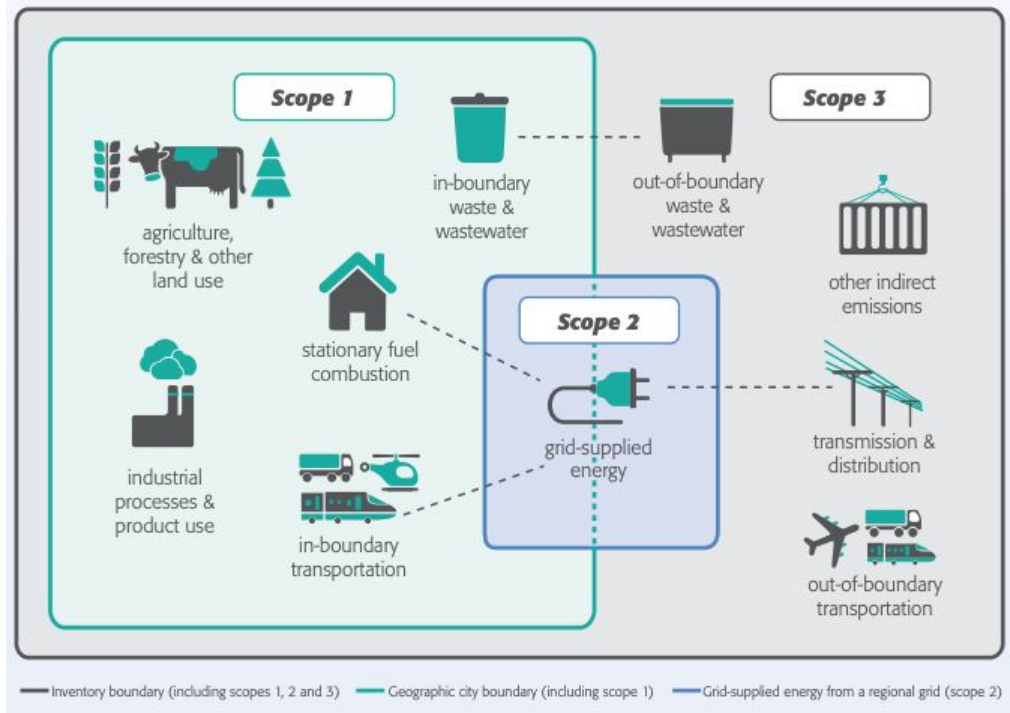 Scope 1
Scope 3
in-boundary
waste &
wastewater
out-of-boundary
waste &
wastewater
agriculture,
forestry & other
land use
other indirect
emissions
Scope 2
stationary fuel
combustion
grid-supplied
energy
transmission &
distribution
industrial
processes &
product use
in-boundary
transportation
out-of-boundary
transportation
Inventory boundary (including scopes 1, 2 and 3)
Geographic city boundary (including scope 1)
Grid-supplied energy from a regional grid (scope 2)